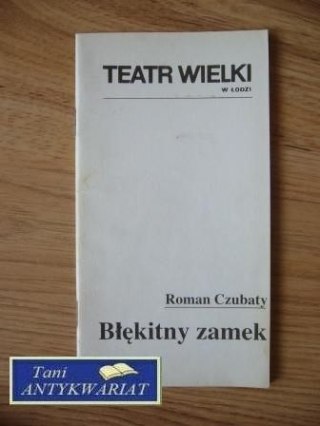 TEATR WIELKI
W ŁODZI
Roman Czubaty
Błękitny zamek
Tani
ANTYKWARIAT